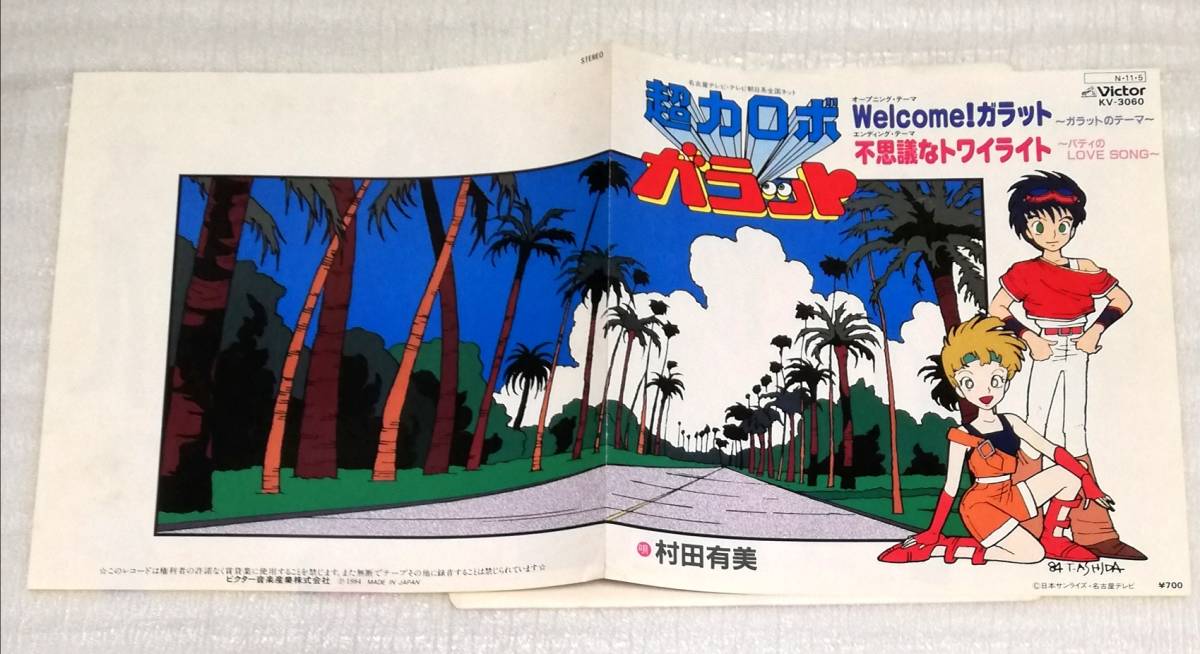 STEREO
名古屋テレビ・テレビ朝日系全国ネット
超力ロボ
ガラット
オープニング・テーマ
Welcome!ガラット ～ガラットのテーマ～
エンディング・テーマ
不思議なトワイライト ～パティの LOVE SONG～
N・11・5
Victor
KV-3060
唄 村田有美
84 T.ASHIDA
©日本サンライズ・名古屋テレビ
¥700
☆このレコードは権利者の許諾なく賃貸業に使用することを禁じます。また無断でテープその他に録音することは禁じられています☆
ビクター音楽産業株式会社 ℗1984 MADE IN JAPAN